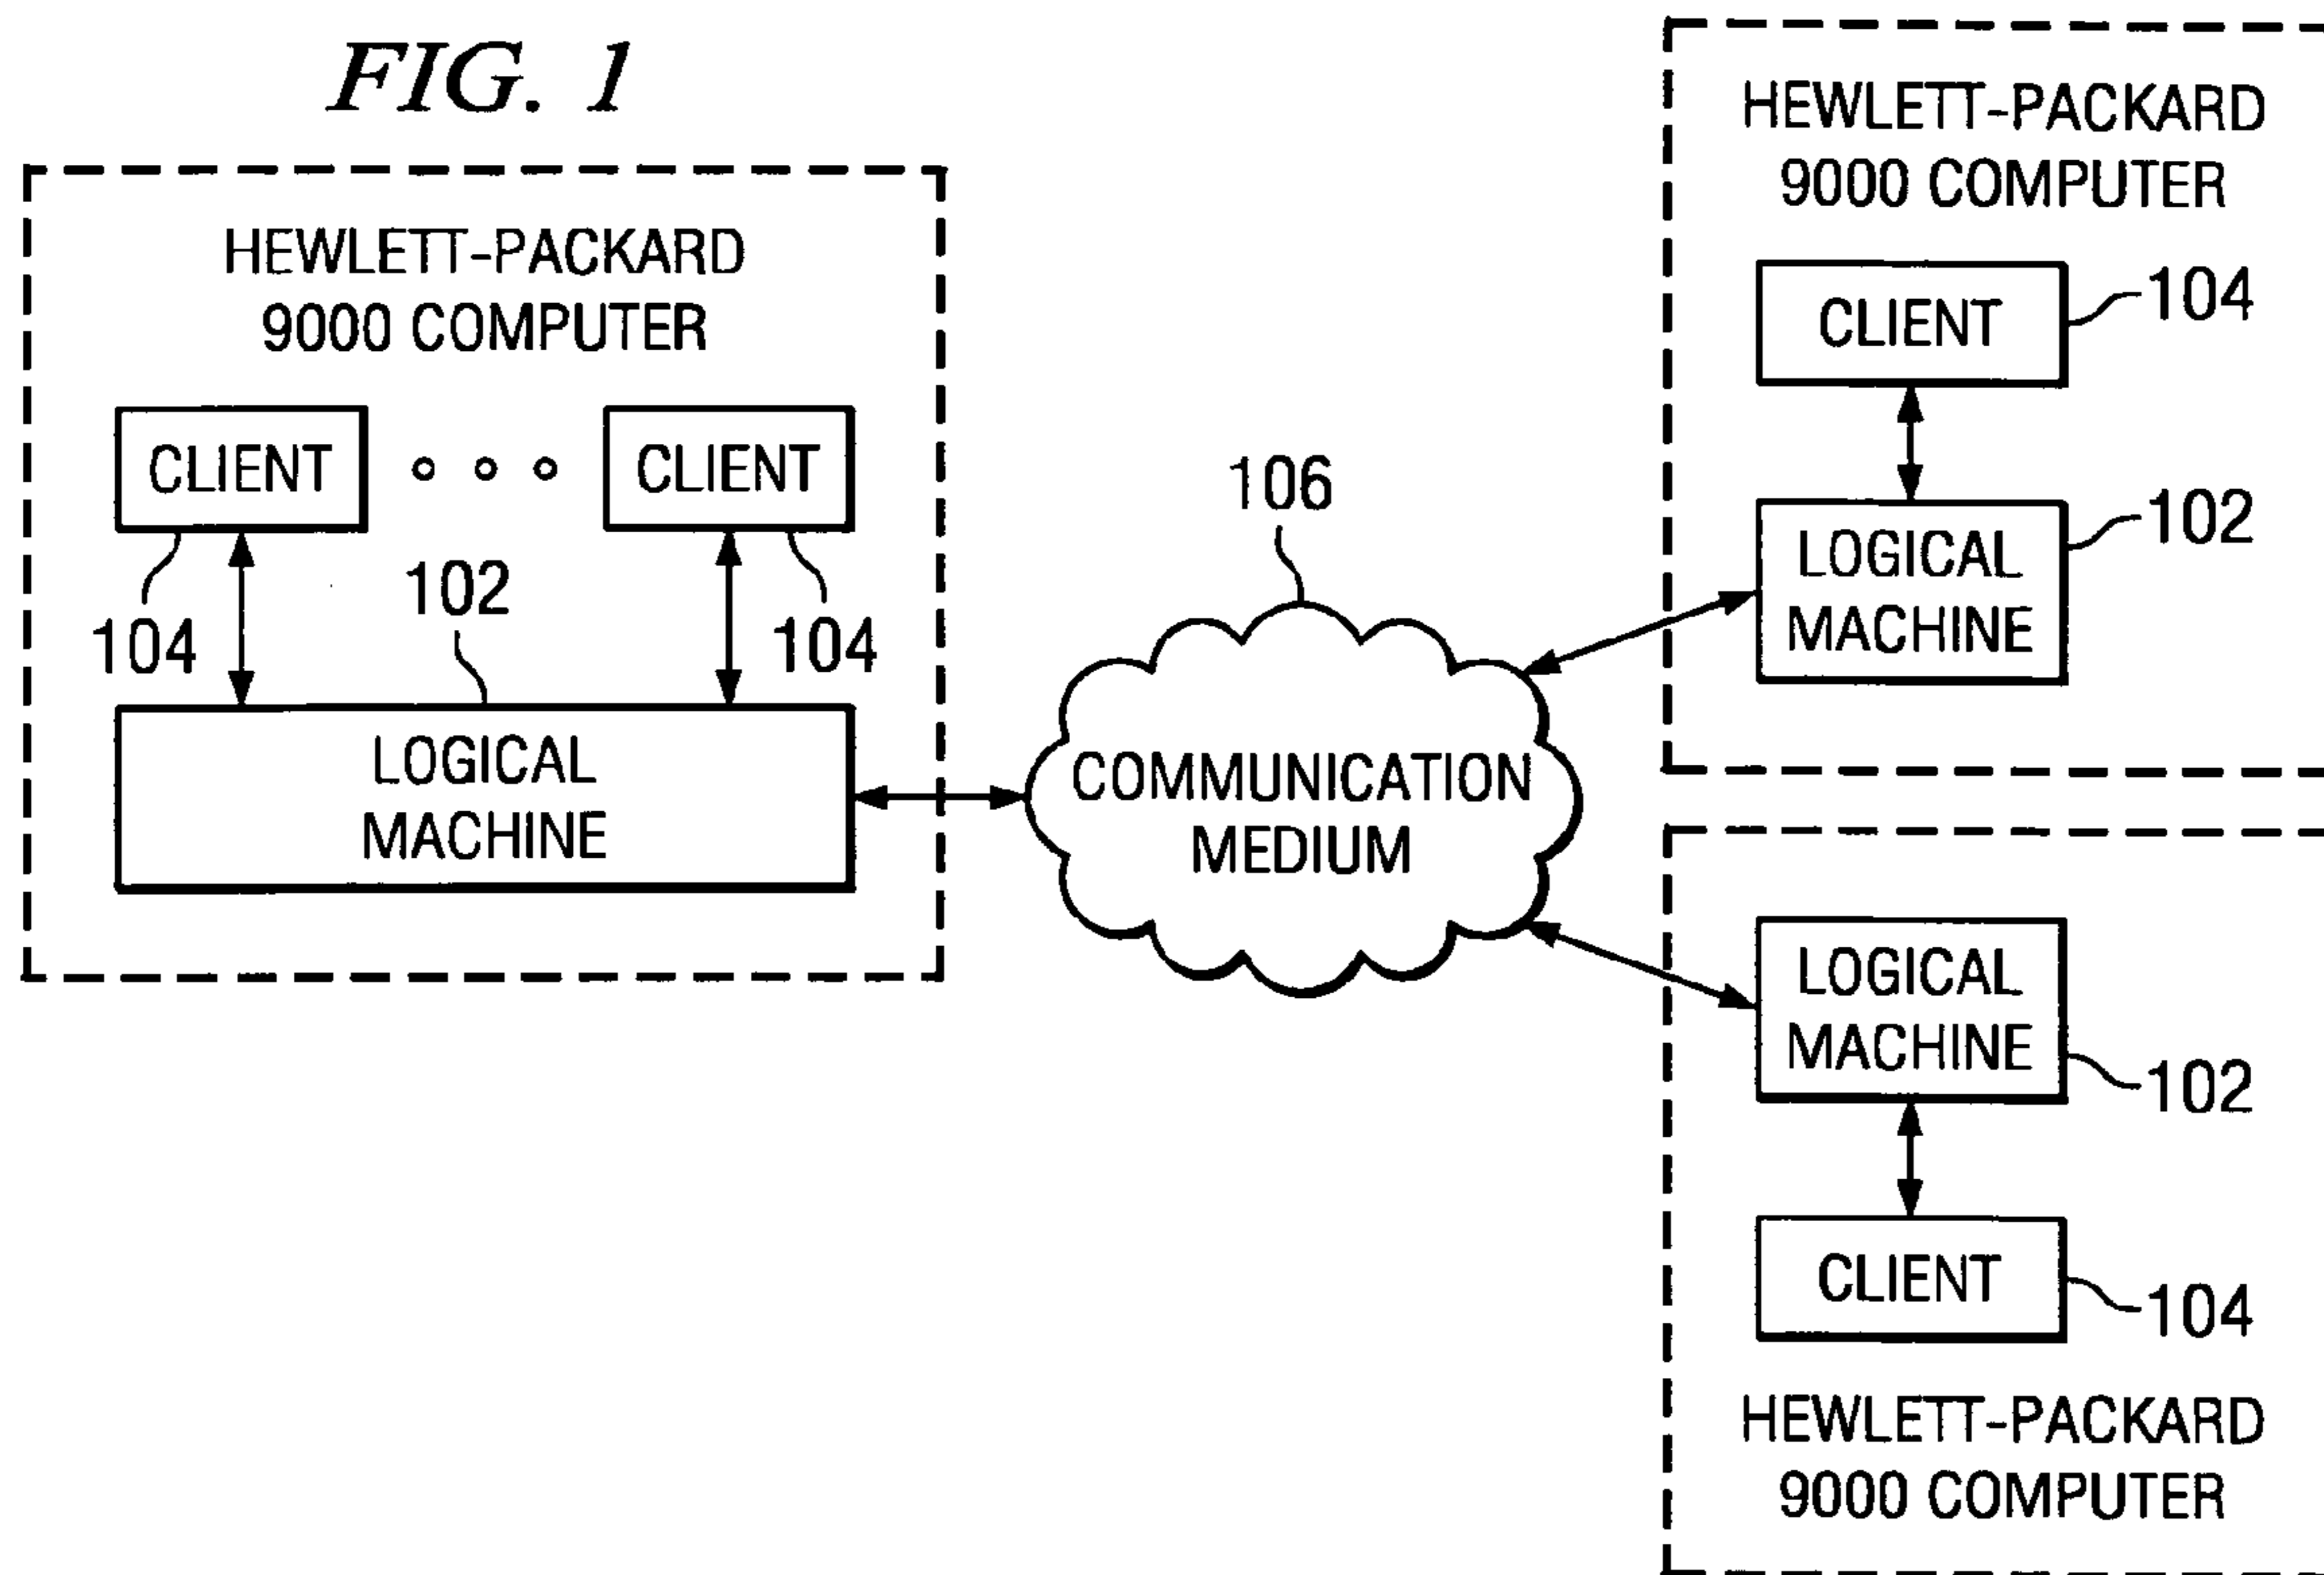 FIG. 1
HEWLETT-PACKARD
9000 COMPUTER
CLIENT
CLIENT
104
102
104
LOGICAL
MACHINE
106
COMMUNICATION
MEDIUM
HEWLETT-PACKARD
9000 COMPUTER
CLIENT
104
LOGICAL
MACHINE
102
LOGICAL
MACHINE
102
CLIENT
104
HEWLETT-PACKARD
9000 COMPUTER